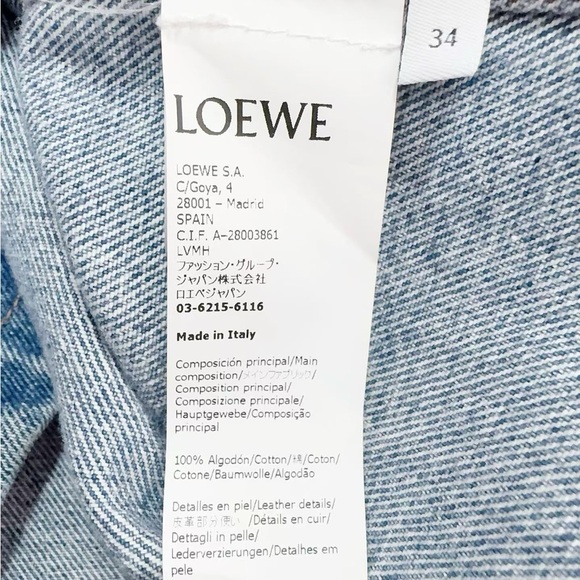 34
LOEWE
LOEWE S.A.
C/Goya, 4
28001 – Madrid
SPAIN
C.I.F. A-28003861
LVMH
ファッション・グループ・
ジャパン株式会社
ロエベジャパン
03-6215-6116
Made in Italy
Composición principal/Main
composition/メインファブリック/
Composition principal/
Composizione principale/
Hauptgewebe/Composição
principal
100% Algodón/Cotton/棉/Coton/
Cotone/Baumwolle/Algodão
Detalles en piel/Leather details/
皮革部分使い/Détails en cuir/
Dettagli in pelle/
Lederverzierungen/Detalhes em
pele